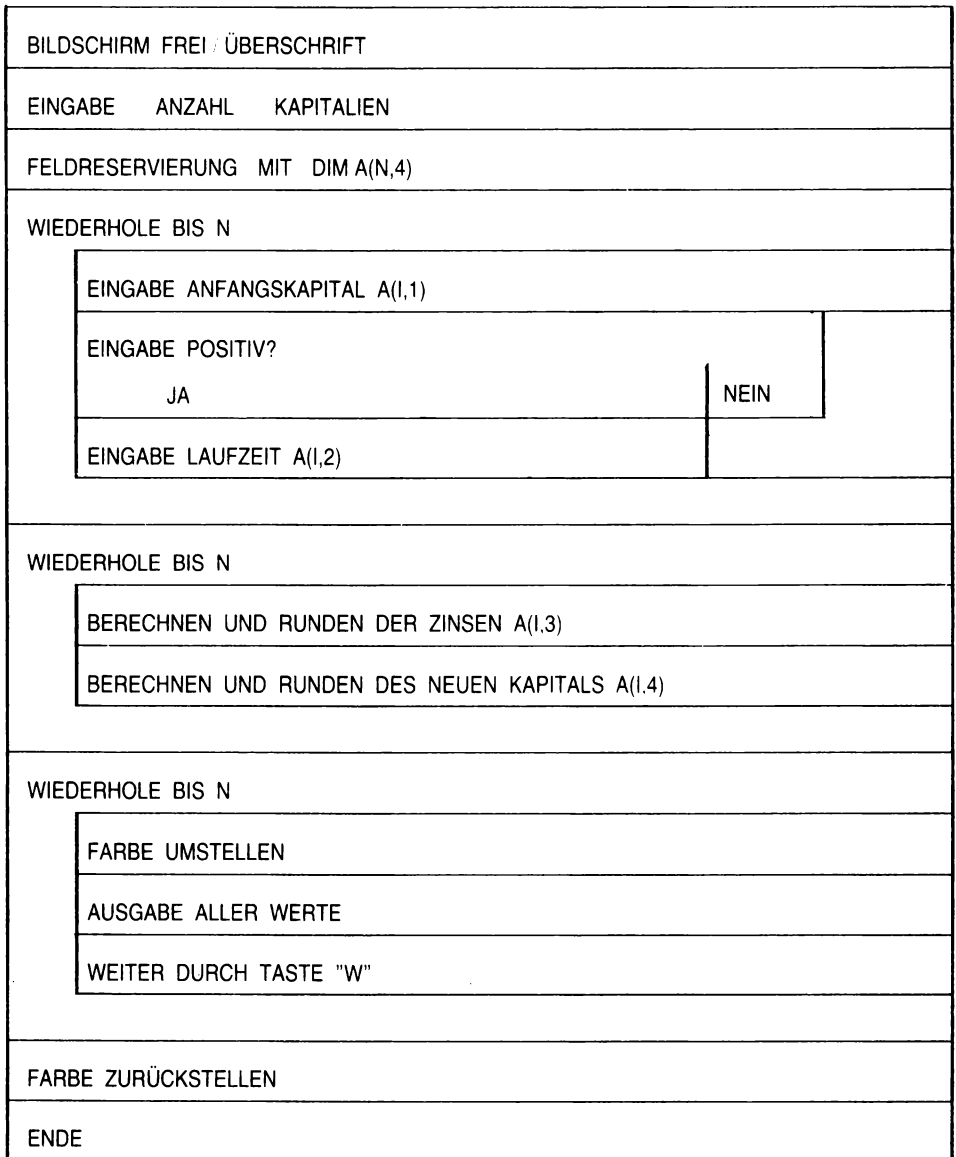 BILDSCHIRM FREI / ÜBERSCHRIFT
EINGABE ANZAHL KAPITALIEN
FELDRESERVIERUNG MIT DIM A(N,4)
WIEDERHOLE BIS N
EINGABE ANFANGSKAPITAL A(I,1)
EINGABE POSITIV?
JA NEIN
EINGABE LAUFZEIT A(I,2)
WIEDERHOLE BIS N
BERECHNEN UND RUNDEN DER ZINSEN A(I,3)
BERECHNEN UND RUNDEN DES NEUEN KAPITALS A(I,4)
WIEDERHOLE BIS N
FARBE UMSTELLEN
AUSGABE ALLER WERTE
WEITER DURCH TASTE "W"
FARBE ZURÜCKSTELLEN
ENDE